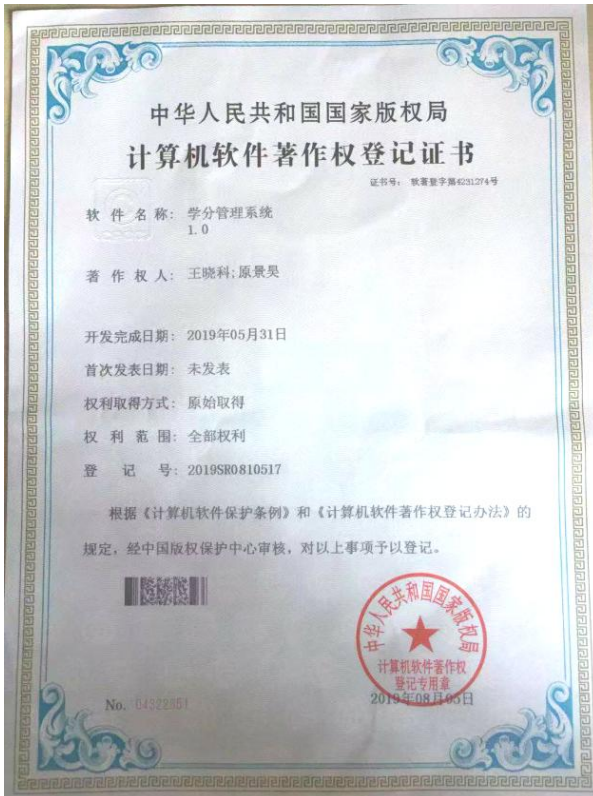 中华人民共和国国家版权局
计算机软件著作权登记证书
证书号： 软著登字第4231274号
软件名称： 学分管理系统
1.0
著作权人： 王晓科;原景昊
开发完成日期： 2019年05月31日
首次发表日期： 未发表
权利取得方式： 原始取得
权利范围： 全部权利
登记号： 2019SR0810517
根据《计算机软件保护条例》和《计算机软件著作权登记办法》的
规定，经中国版权保护中心审核，对以上事项予以登记。
中华人民共和国国家版权局
计算机软件著作权
登记专用章
No. 04322351
2019年08月05日